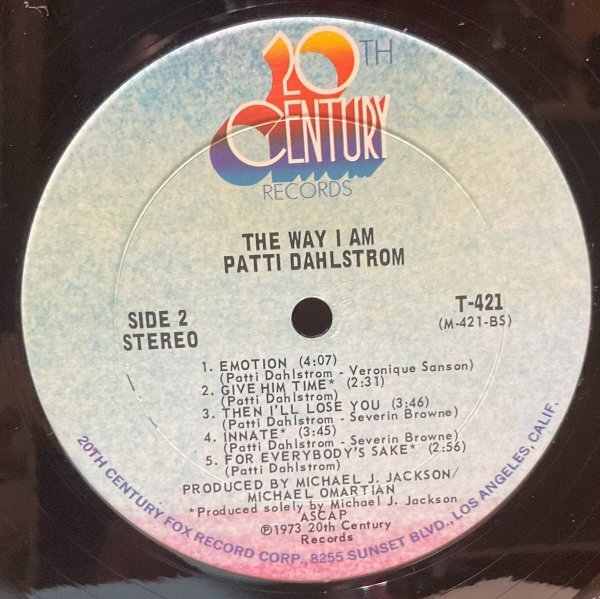 20TH
CENTURY
RECORDS
THE WAY I AM
PATTI DAHLSTROM
SIDE 2
STEREO
T-421
(M-421-BS)
1. EMOTION (4:07)
(Patti Dahlstrom - Veronique Sanson)
2. GIVE HIM TIME* (2:31)
(Patti Dahlstrom)
3. THEN I'LL LOSE YOU (3:46)
(Patti Dahlstrom - Severin Browne)
4. INNATE* (3:45)
(Patti Dahlstrom - Severin Browne)
5. FOR EVERYBODY'S SAKE* (2:56)
(Patti Dahlstrom)
PRODUCED BY MICHAEL J. JACKSON/
MICHAEL OMARTIAN
*Produced solely by Michael J. Jackson
ASCAP
℗1973 20th Century
Records
20TH CENTURY FOX RECORD CORP., 8255 SUNSET BLVD., LOS ANGELES, CALIF.